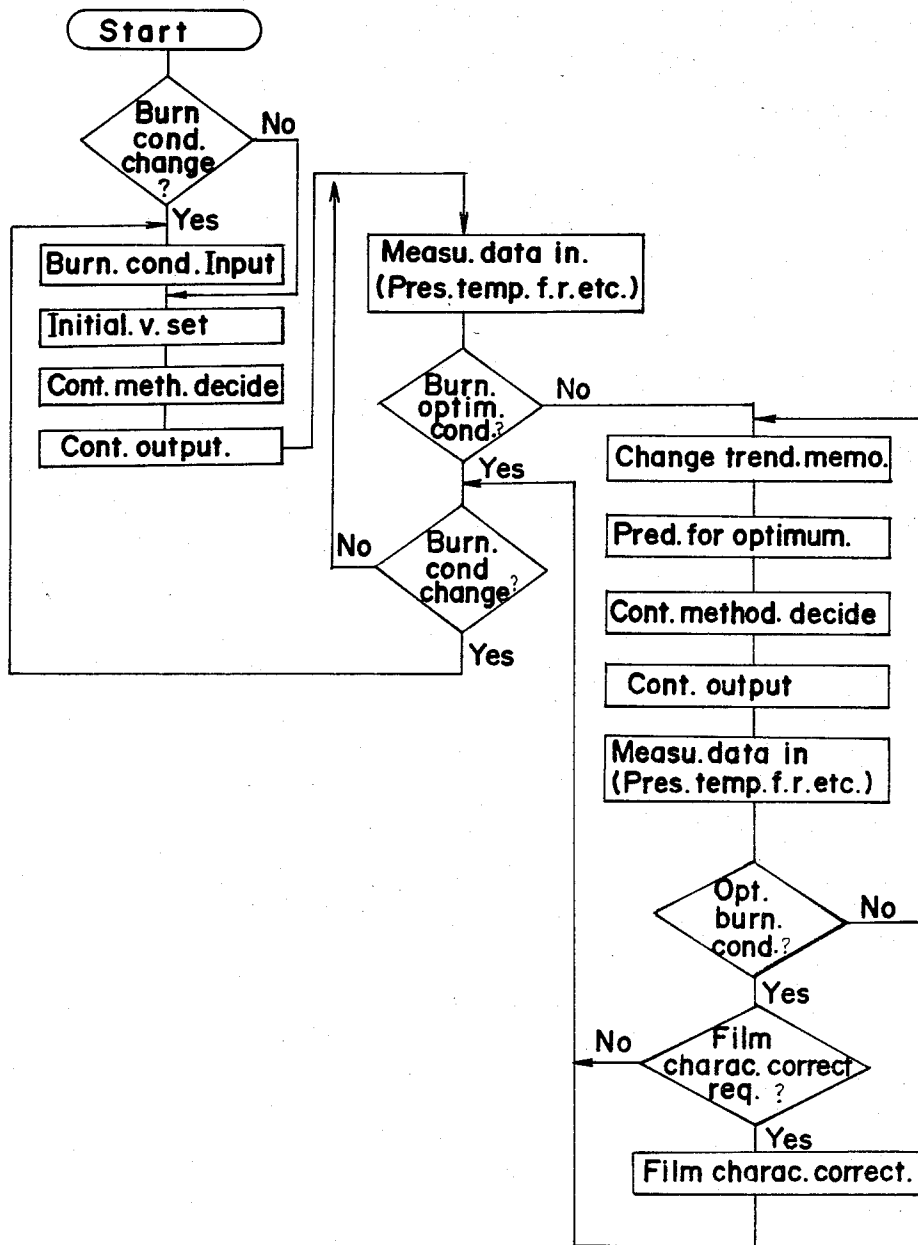 Start
Burn
cond.
change
?
No
Yes
Burn. cond. Input
Initial. v. set
Cont. meth. decide
Cont. output.
Measu. data in.
(Pres. temp. f. r. etc.)
Burn.
optim.
cond.?
No
Yes
Burn.
cond
change?
No
Yes
Change trend. memo.
Pred. for optimum.
Cont. method. decide
Cont. output
Measu. data in
(Pres. temp. f. r. etc.)
Opt.
burn.
cond.?
No
Yes
Film
charac. correct
req. ?
No
Yes
Film charac. correct.